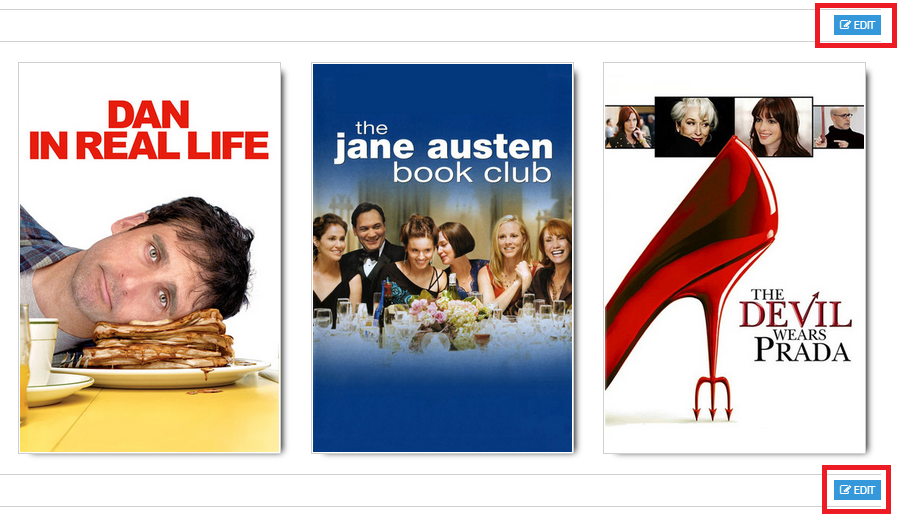 EDIT
DAN
IN REAL LIFE
the
jane austen
book club
THE
DEVIL
WEARS
PRADA
EDIT